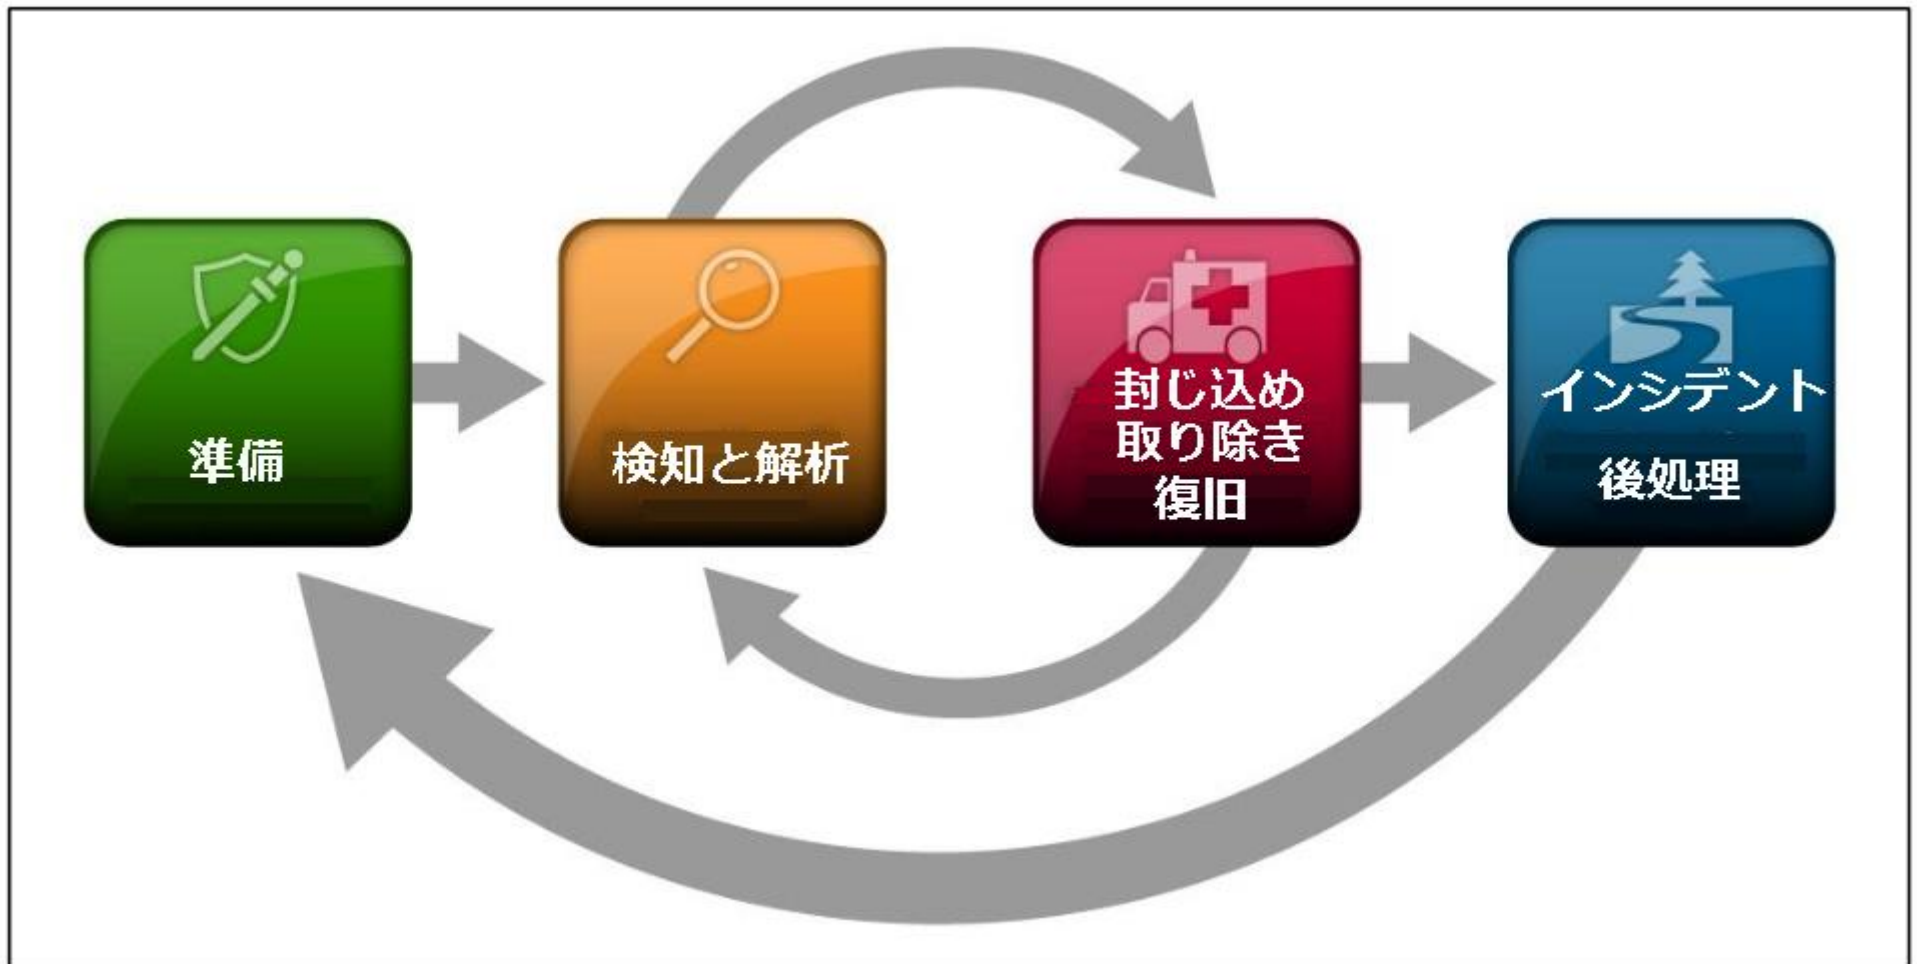 準備
検知と解析
封じ込め
取り除き
復旧
インシデント
後処理